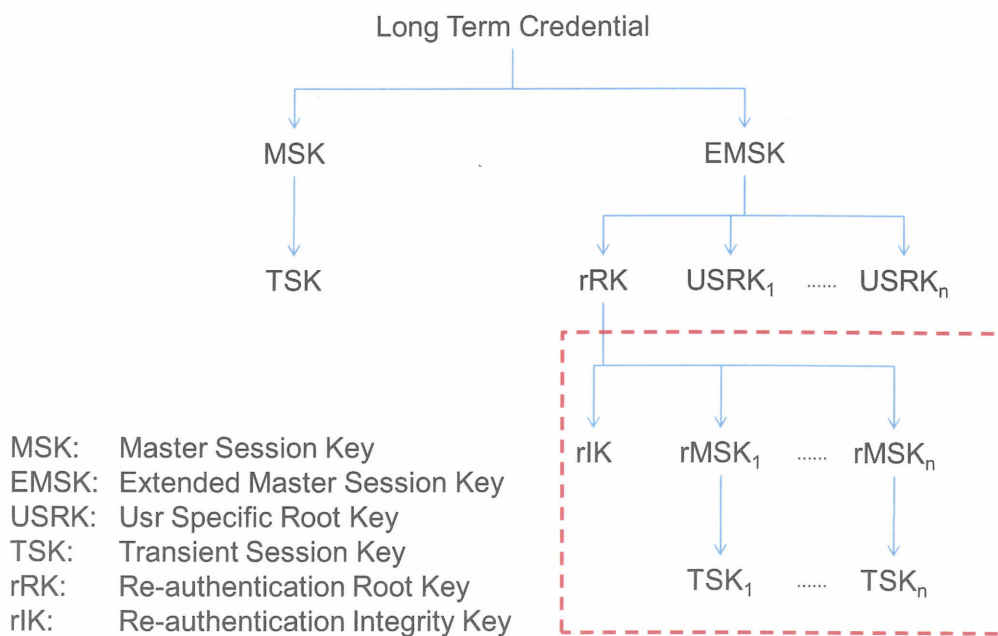 Long Term Credential
MSK EMSK
TSK rRK USRK₁ ...... USRKₙ
rIK rMSK₁ ...... rMSKₙ
TSK₁ ...... TSKₙ
MSK: Master Session Key
EMSK: Extended Master Session Key
USRK: Usr Specific Root Key
TSK: Transient Session Key
rRK: Re-authentication Root Key
rIK: Re-authentication Integrity Key